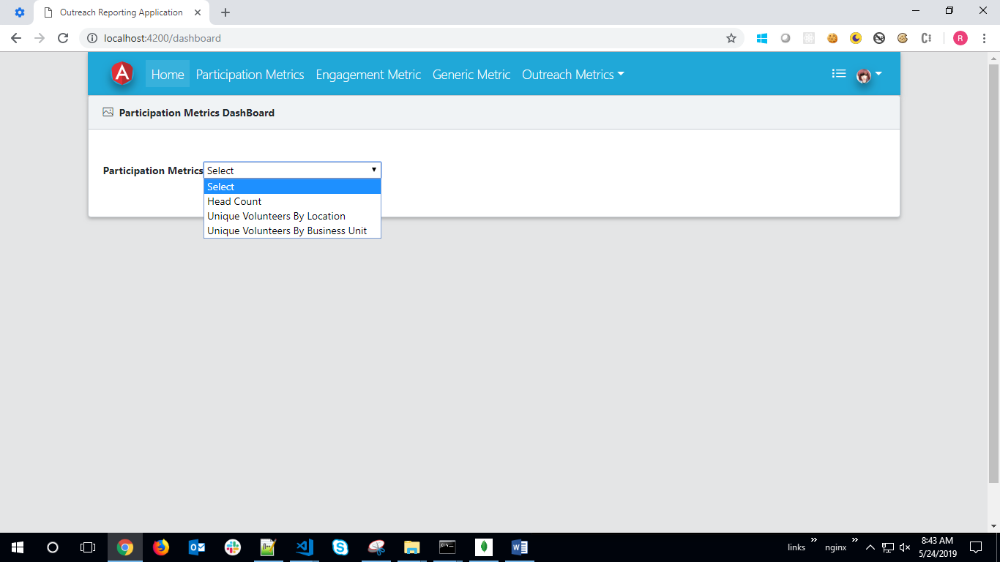 Outreach Reporting Application
localhost:4200/dashboard
R
Home Participation Metrics Engagement Metric Generic Metric Outreach Metrics
Participation Metrics DashBoard
Participation Metrics Select
Select
Head Count
Unique Volunteers By Location
Unique Volunteers By Business Unit
links » nginx » 8:43 AM
5/24/2019